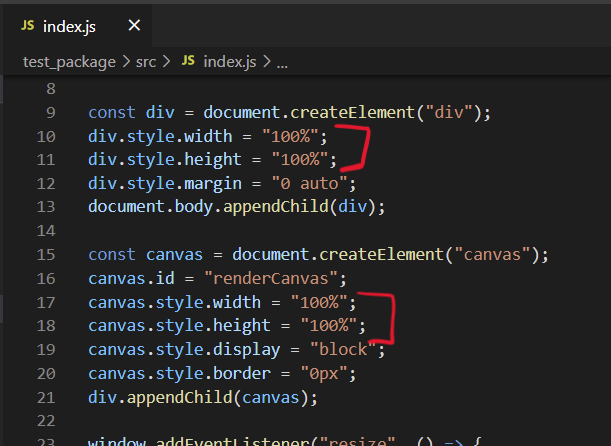 JS index.js ×
test_package > src > JS index.js > ...
8
9 const div = document.createElement("div");
10 div.style.width = "100%";
11 div.style.height = "100%";
12 div.style.margin = "0 auto";
13 document.body.appendChild(div);
14
15 const canvas = document.createElement("canvas");
16 canvas.id = "renderCanvas";
17 canvas.style.width = "100%";
18 canvas.style.height = "100%";
19 canvas.style.display = "block";
20 canvas.style.border = "0px";
21 div.appendChild(canvas);
22
23 window.addEventListener("resize", () => {